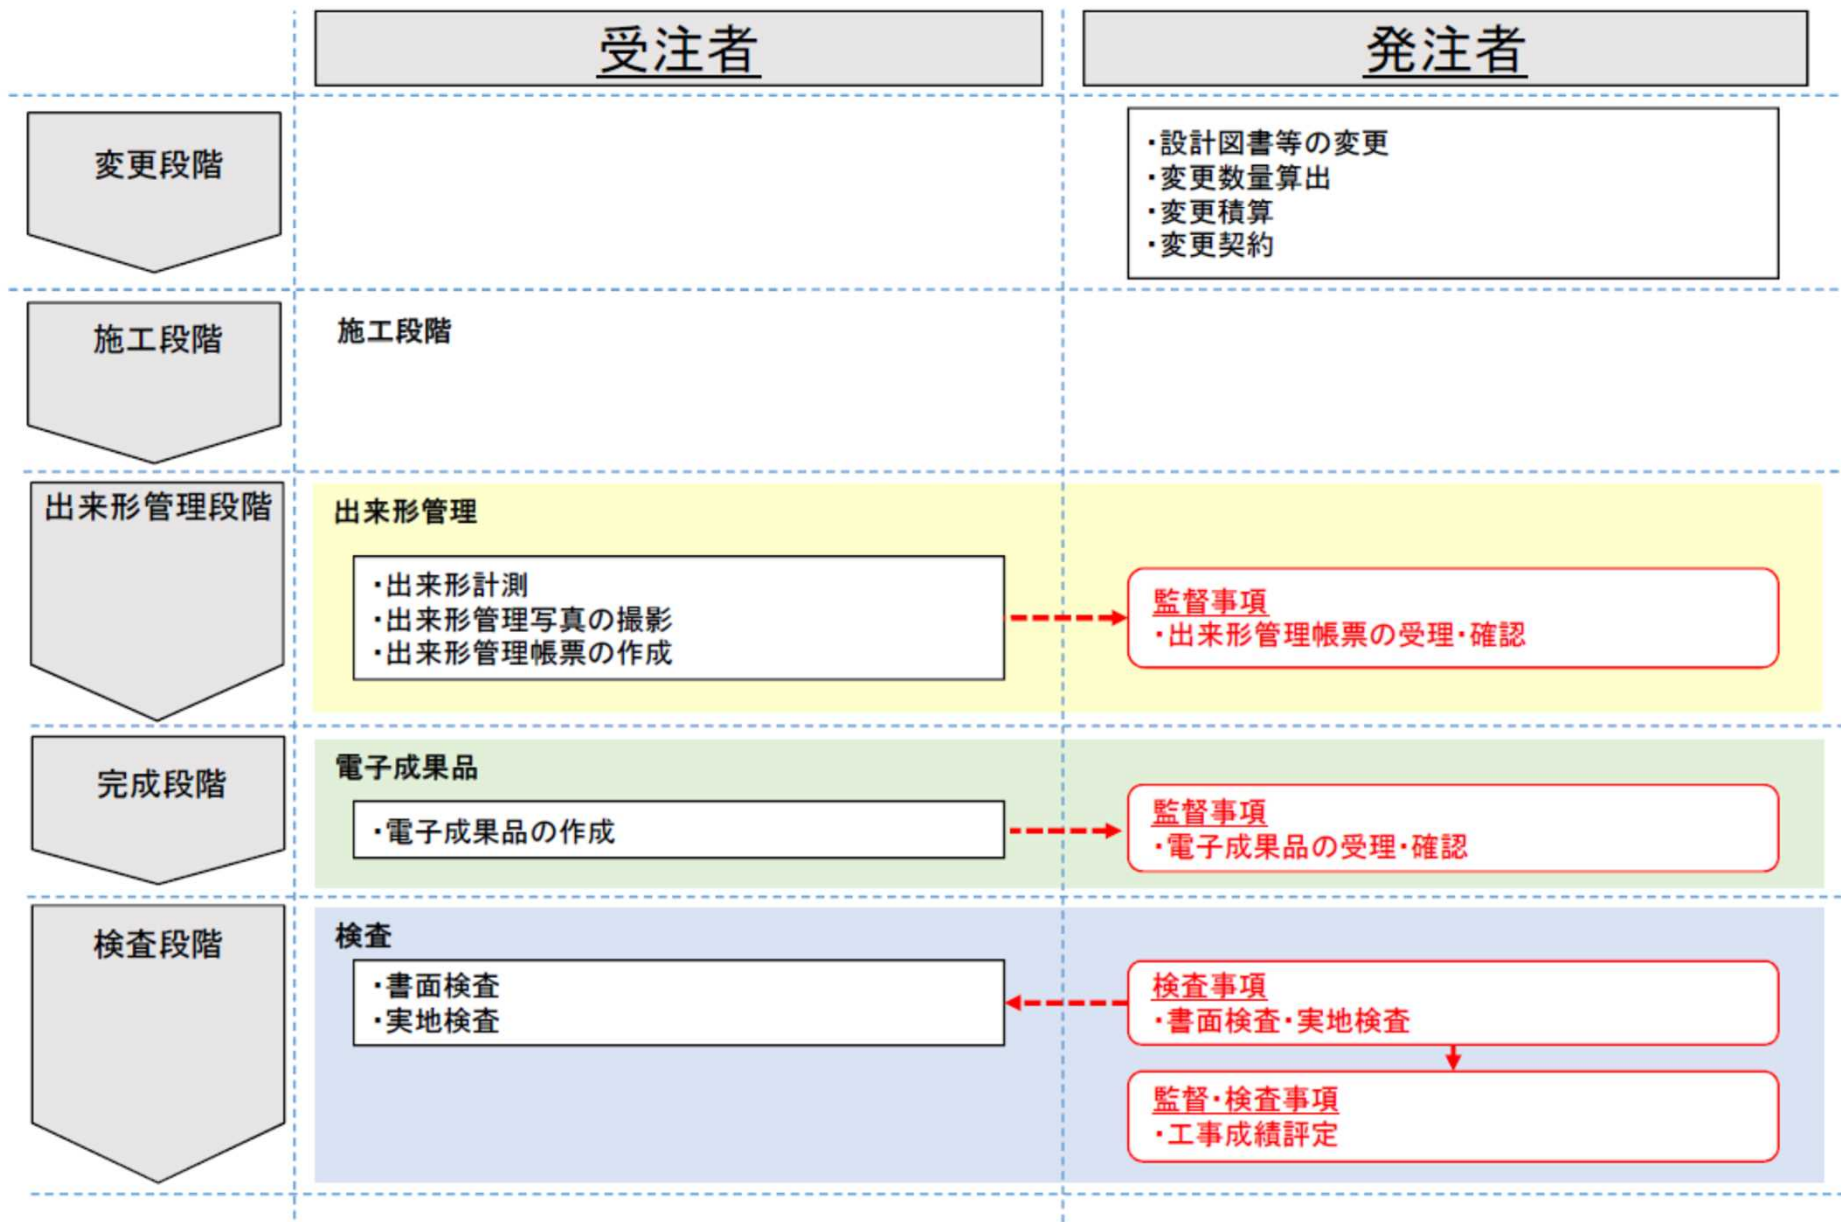 受注者
発注者
変更段階
・設計図書等の変更
・変更数量算出
・変更積算
・変更契約
施工段階
施工段階
出来形管理段階
出来形管理
・出来形計測
・出来形管理写真の撮影
・出来形管理帳票の作成
監督事項
・出来形管理帳票の受理・確認
完成段階
電子成果品
・電子成果品の作成
監督事項
・電子成果品の受理・確認
検査段階
検査
・書面検査
・実地検査
検査事項
・書面検査・実地検査
監督・検査事項
・工事成績評定